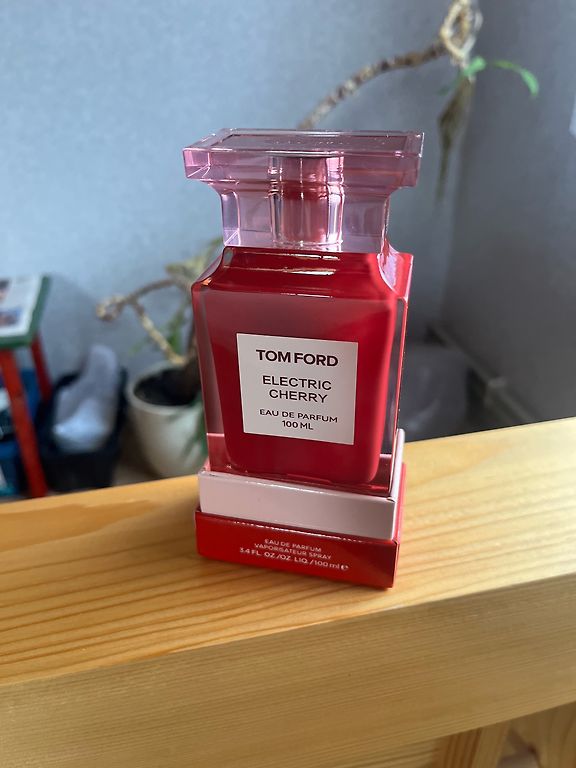 TOM FORD
ELECTRIC
CHERRY
EAU DE PARFUM
100 ML
EAU DE PARFUM
VAPORISATEUR SPRAY
3.4 FL. OZ./OZ. LIQ./100 ml ℮